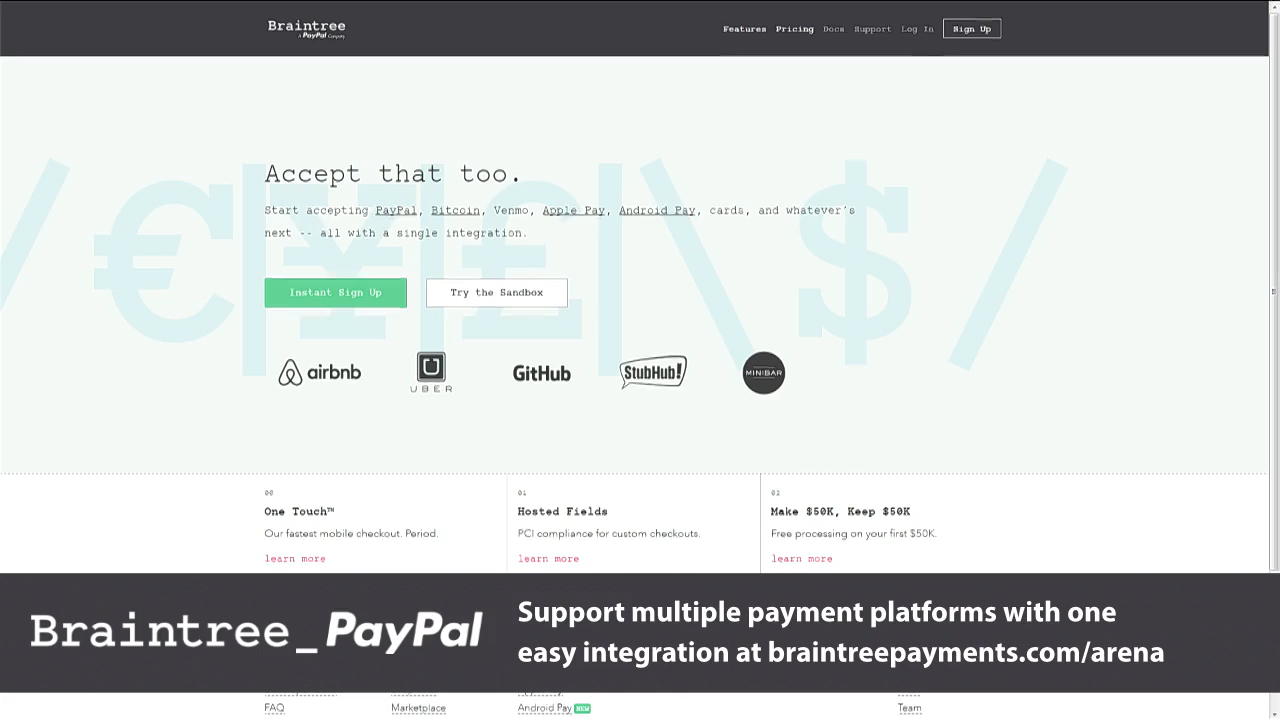 Braintree
A PayPal Company
Features Pricing Docs Support Log In Sign Up
Accept that too.
Start accepting PayPal, Bitcoin, Venmo, Apple Pay, Android Pay, cards, and whatever's
next -- all with a single integration.
Instant Sign Up Try the Sandbox
airbnb UBER GitHub StubHub! MINIBAR
00 01 02
One Touch™ Hosted Fields Make $50K, Keep $50K
Our fastest mobile checkout. Period. PCI compliance for custom checkouts. Free processing on your first $50K.
learn more learn more learn more
Braintree_PayPal
Support multiple payment platforms with one
easy integration at braintreepayments.com/arena
FAQ Marketplace Android Pay NEW Team